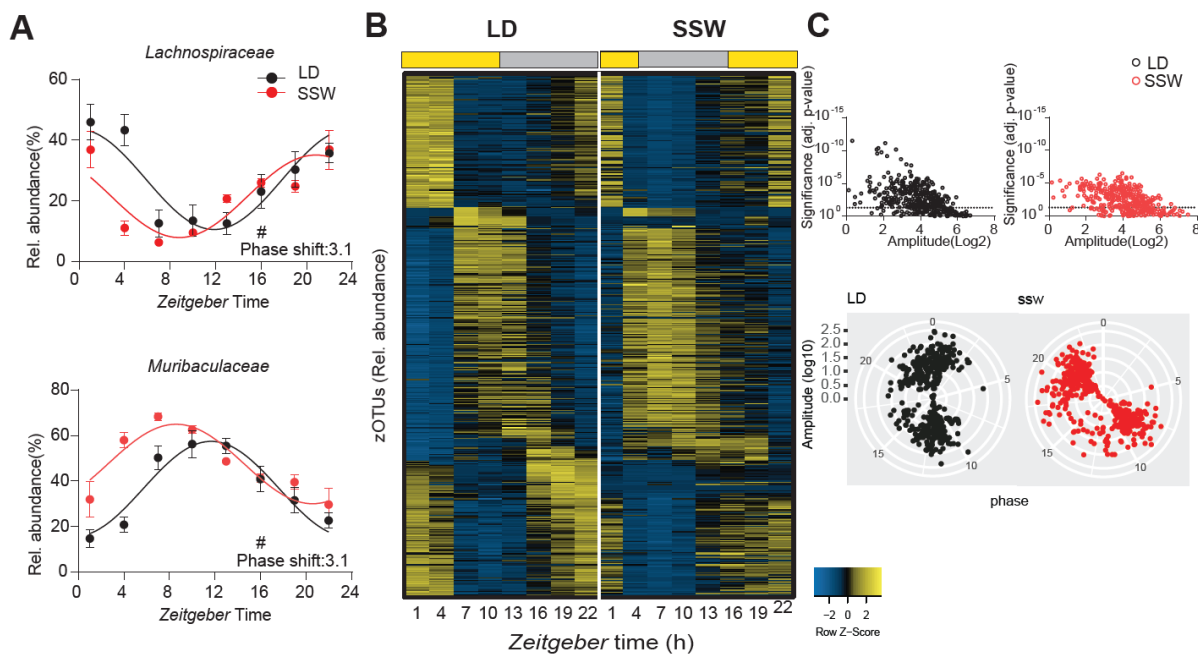 A
Lachnospiraceae
LD
SSW
Rel. abundance(%)
60
40
20
0
0 4 8 12 16 20 24
#
Phase shift:3.1
Zeitgeber Time
Muribaculaceae
Rel. abundance(%)
80
60
40
20
0
0 4 8 12 16 20 24
#
Phase shift:3.1
Zeitgeber Time
B
LD SSW
zOTUs (Rel. abundance)
1 4 7 10 13 16 19 22 1 4 7 10 13 16 19 22
Zeitgeber time (h)
−2 0 2
Row Z−Score
C
LD
SSW
Significance (adj. p-value)
10-15
10-10
10-5
100
0 2 4 6 8
Amplitude(Log2)
Significance (adj. p-value)
10-15
10-10
10-5
100
0 2 4 6 8
Amplitude(Log2)
LD
SSW
Amplitude (log10)
2.5
2.0
1.5
1.0
0.5
0.0
0
5
10
15
20
0
5
10
15
20
phase